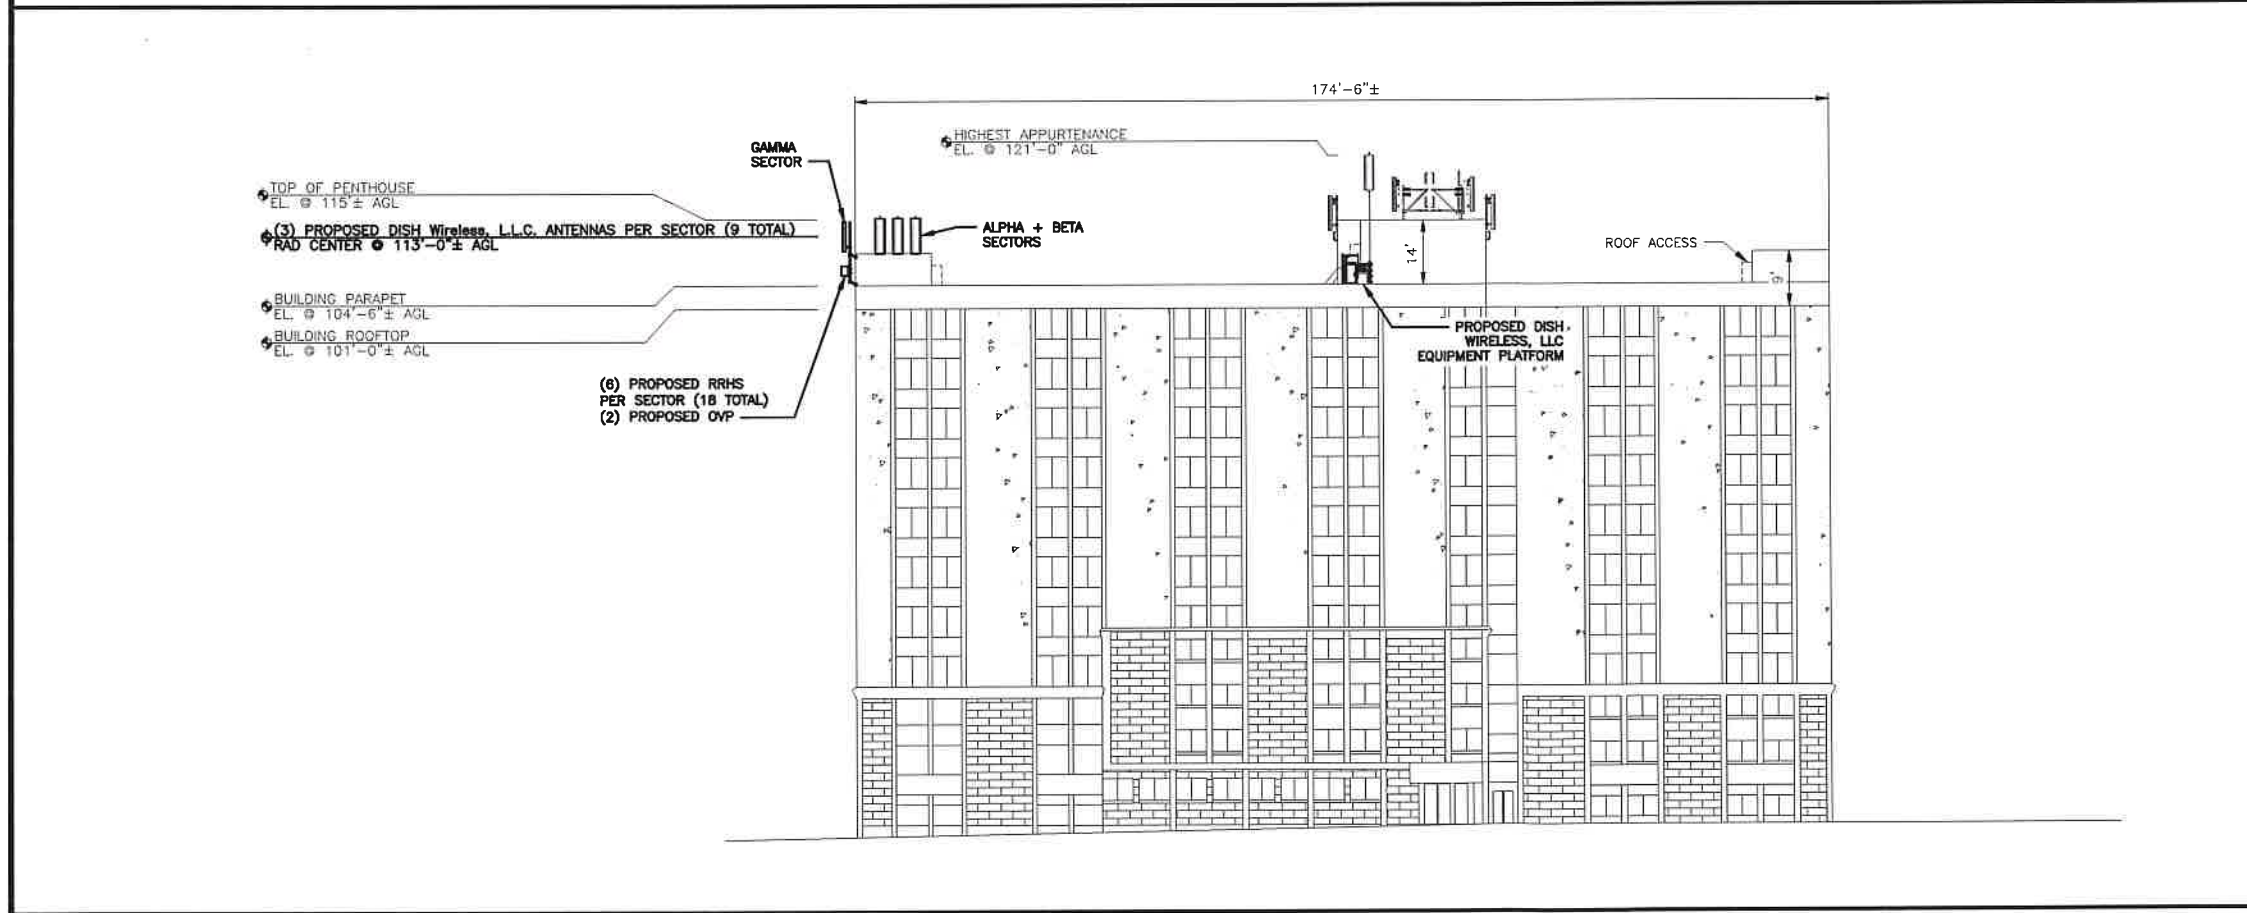 174'-6"±
HIGHEST APPURTENANCE
EL. @ 121'-0" AGL
GAMMA
SECTOR
TOP OF PENTHOUSE
EL. @ 115'± AGL
(3) PROPOSED DISH Wireless, L.L.C. ANTENNAS PER SECTOR (9 TOTAL)
RAD CENTER @ 113'-0"± AGL
ALPHA + BETA
SECTORS
14'
ROOF ACCESS
9'
BUILDING PARAPET
EL. @ 104'-6"± AGL
BUILDING ROOFTOP
EL. @ 101'-0"± AGL
PROPOSED DISH
WIRELESS, LLC
EQUIPMENT PLATFORM
(6) PROPOSED RRHS
PER SECTOR (18 TOTAL)
(2) PROPOSED OVP